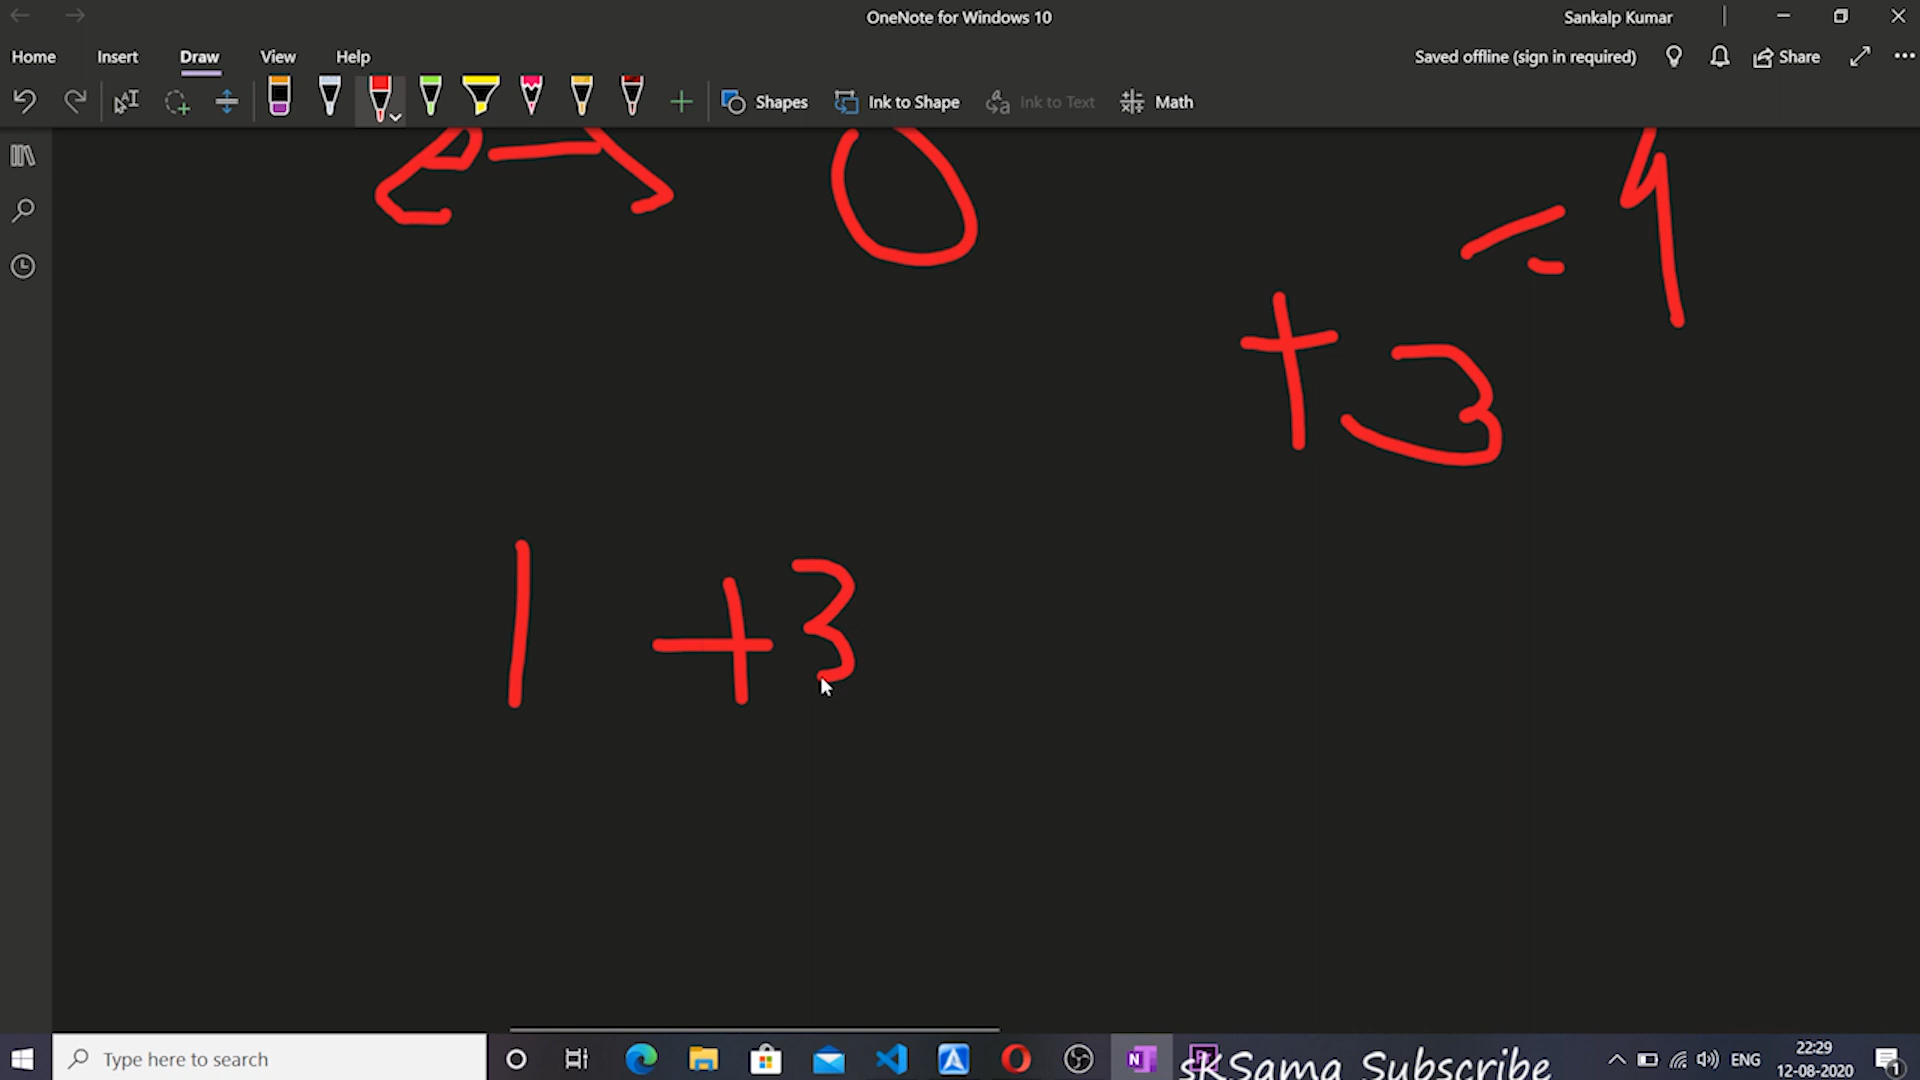 OneNote for Windows 10
Sankalp Kumar
Home Insert Draw View Help
Saved offline (sign in required)
Share
Shapes
Ink to Shape
Ink to Text
Math
+3
1 +3
Type here to search
sKSama Subscribe
ENG
22:29
12-08-2020
1